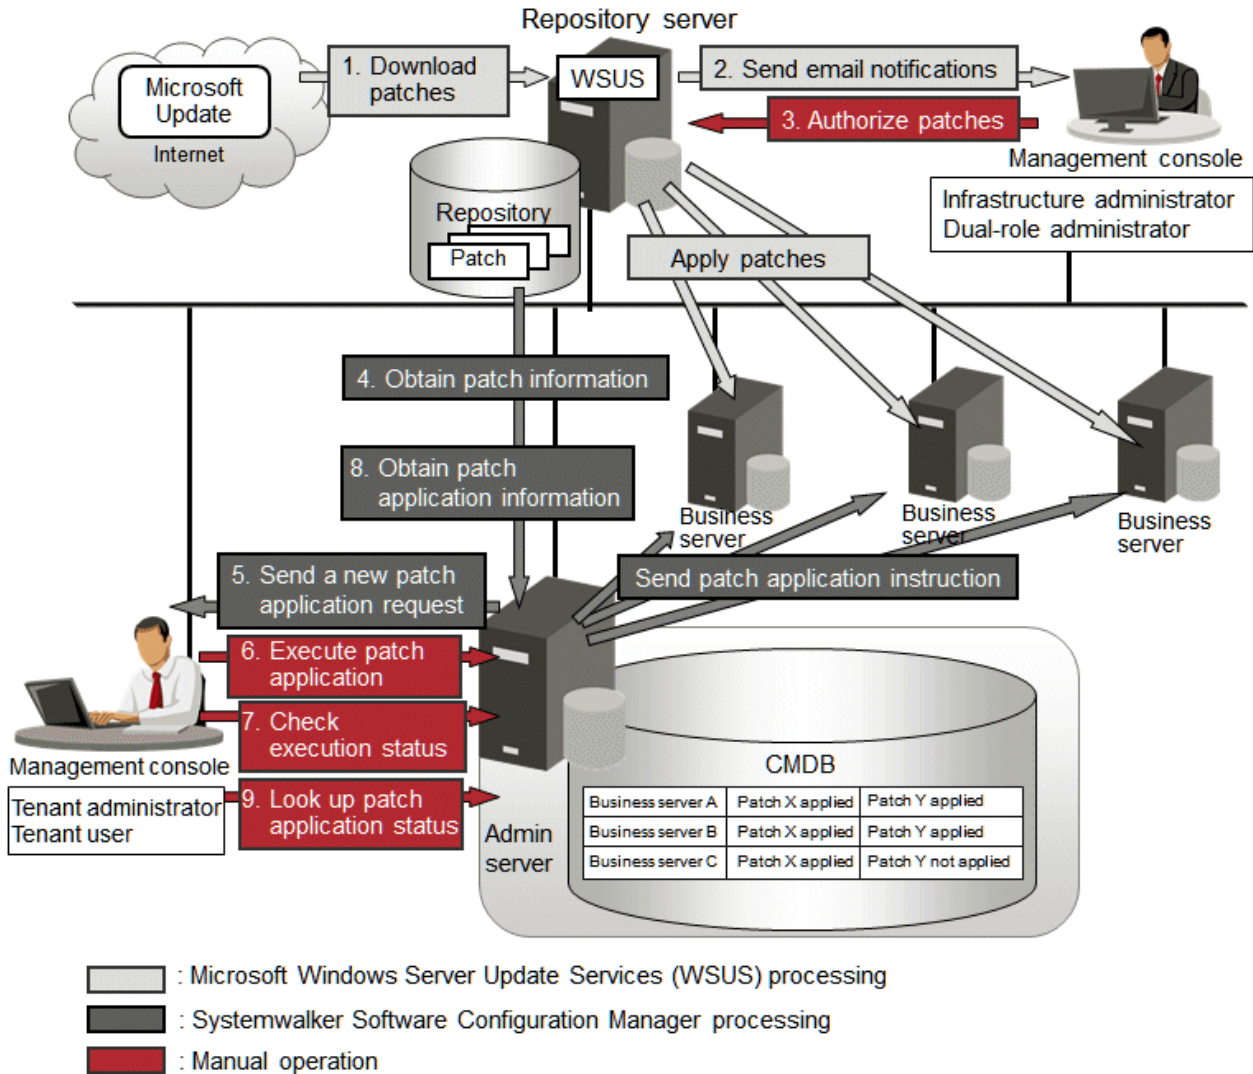 Repository server
Microsoft
Update
Internet
1. Download
patches
WSUS
2. Send email notifications
3. Authorize patches
Management console
Infrastructure administrator
Dual-role administrator
Repository
Patch
Apply patches
4. Obtain patch information
8. Obtain patch
application information
Business
server
Business
server
Business
server
5. Send a new patch
application request
Send patch application instruction
6. Execute patch
application
7. Check
execution status
Management console
Tenant administrator
Tenant user
9. Look up patch
application status
Admin
server
CMDB
Business server A Patch X applied Patch Y applied
Business server B Patch X applied Patch Y applied
Business server C Patch X applied Patch Y not applied
: Microsoft Windows Server Update Services (WSUS) processing
: Systemwalker Software Configuration Manager processing
: Manual operation